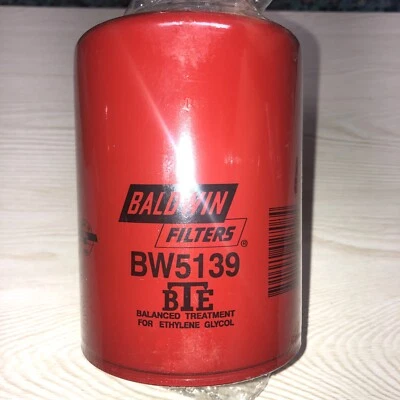 BALDWIN
FILTERS®
BW5139
BTE
BALANCED TREATMENT
FOR ETHYLENE GLYCOL